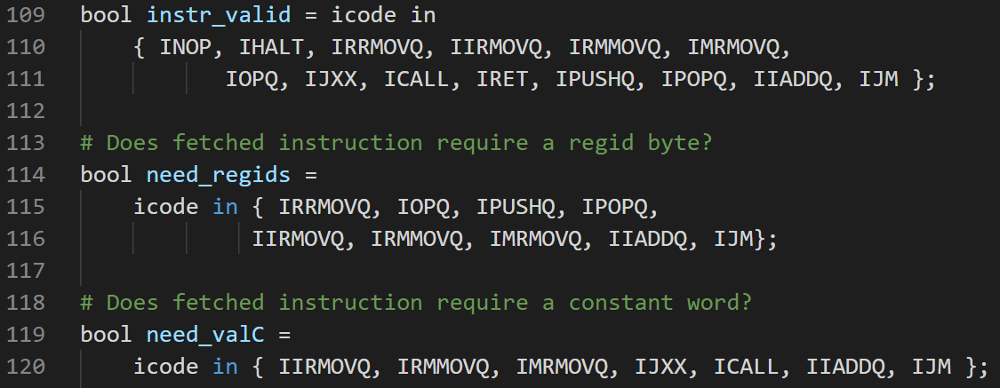 109 bool instr_valid = icode in
110 { INOP, IHALT, IRRMOVQ, IIRMOVQ, IRMMOVQ, IMRMOVQ,
111 IOPQ, IJXX, ICALL, IRET, IPUSHQ, IPOPQ, IIADDQ, IJM };
112
113 # Does fetched instruction require a regid byte?
114 bool need_regids =
115 icode in { IRRMOVQ, IOPQ, IPUSHQ, IPOPQ,
116 IIRMOVQ, IRMMOVQ, IMRMOVQ, IIADDQ, IJM};
117
118 # Does fetched instruction require a constant word?
119 bool need_valC =
120 icode in { IIRMOVQ, IRMMOVQ, IMRMOVQ, IJXX, ICALL, IIADDQ, IJM };